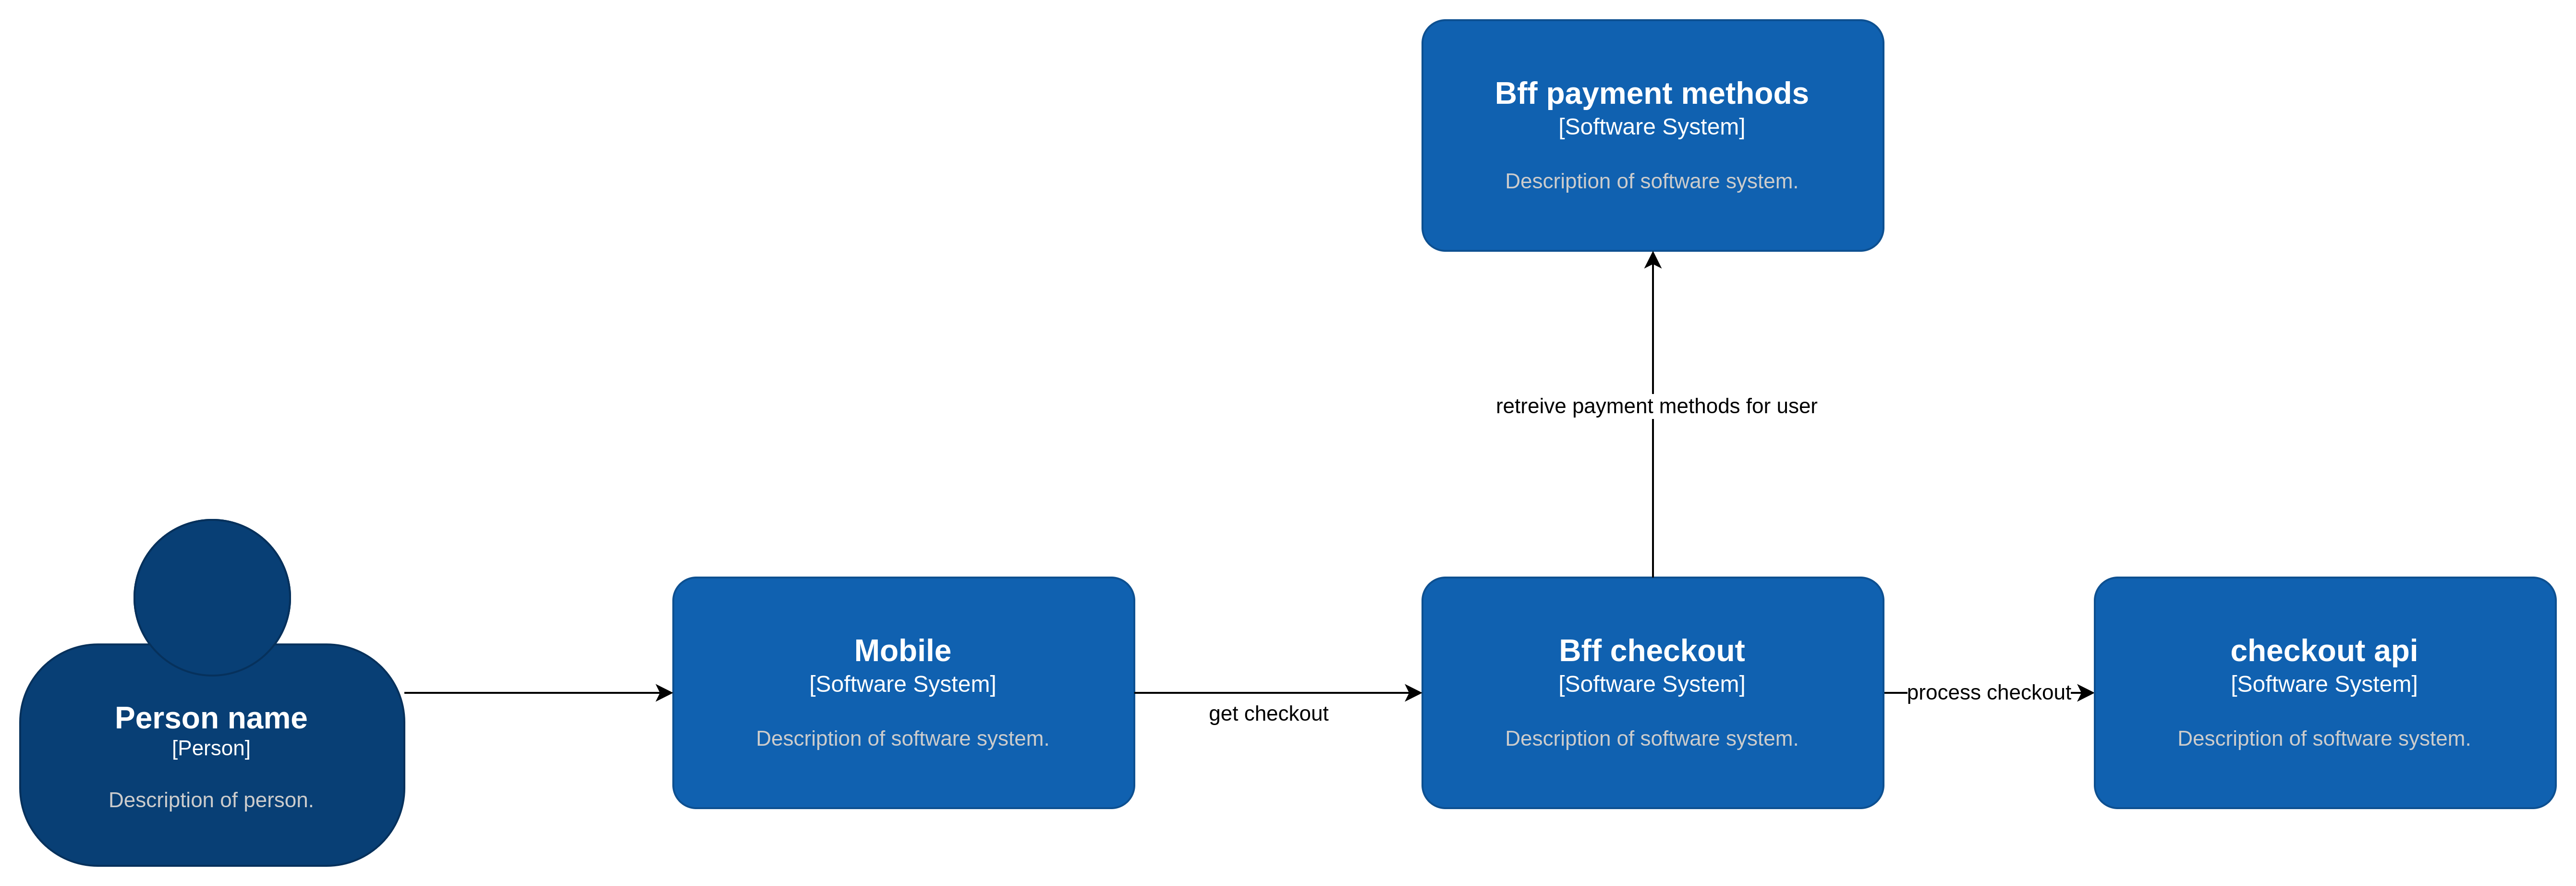 Bff payment methods
[Software System]
Description of software system.
retreive payment methods for user
Person name
[Person]
Description of person.
Mobile
[Software System]
Description of software system.
get checkout
Bff checkout
[Software System]
Description of software system.
process checkout
checkout api
[Software System]
Description of software system.